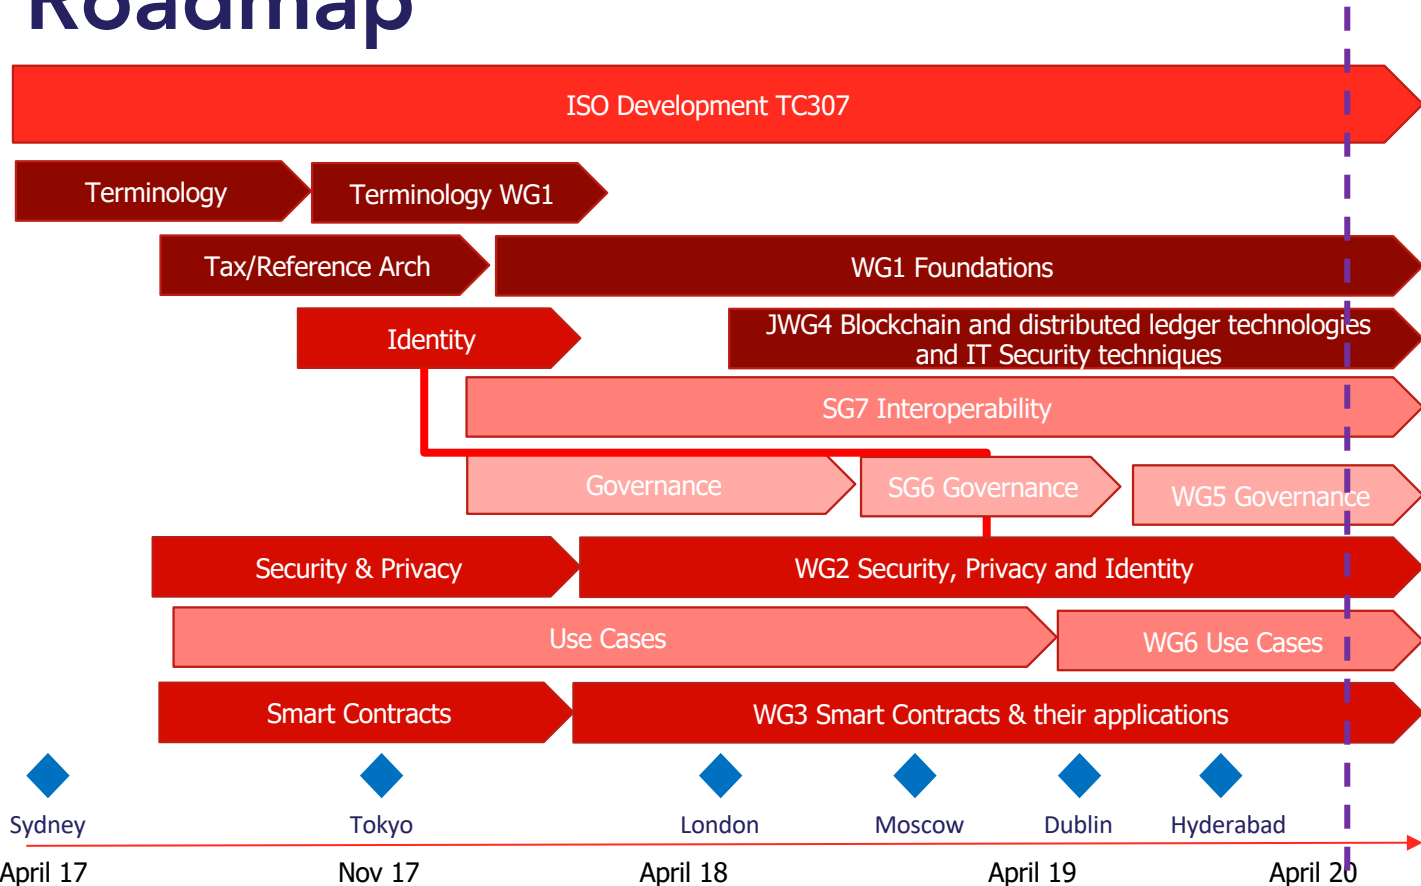 Roadmap
ISO Development TC307
Terminology
Terminology WG1
Tax/Reference Arch
WG1 Foundations
Identity
JWG4 Blockchain and distributed ledger technologies
and IT Security techniques
SG7 Interoperability
Governance
SG6 Governance
WG5 Governance
Security & Privacy
WG2 Security, Privacy and Identity
Use Cases
WG6 Use Cases
Smart Contracts
WG3 Smart Contracts & their applications
Sydney
Tokyo
London
Moscow
Dublin
Hyderabad
April 17
Nov 17
April 18
April 19
April 20